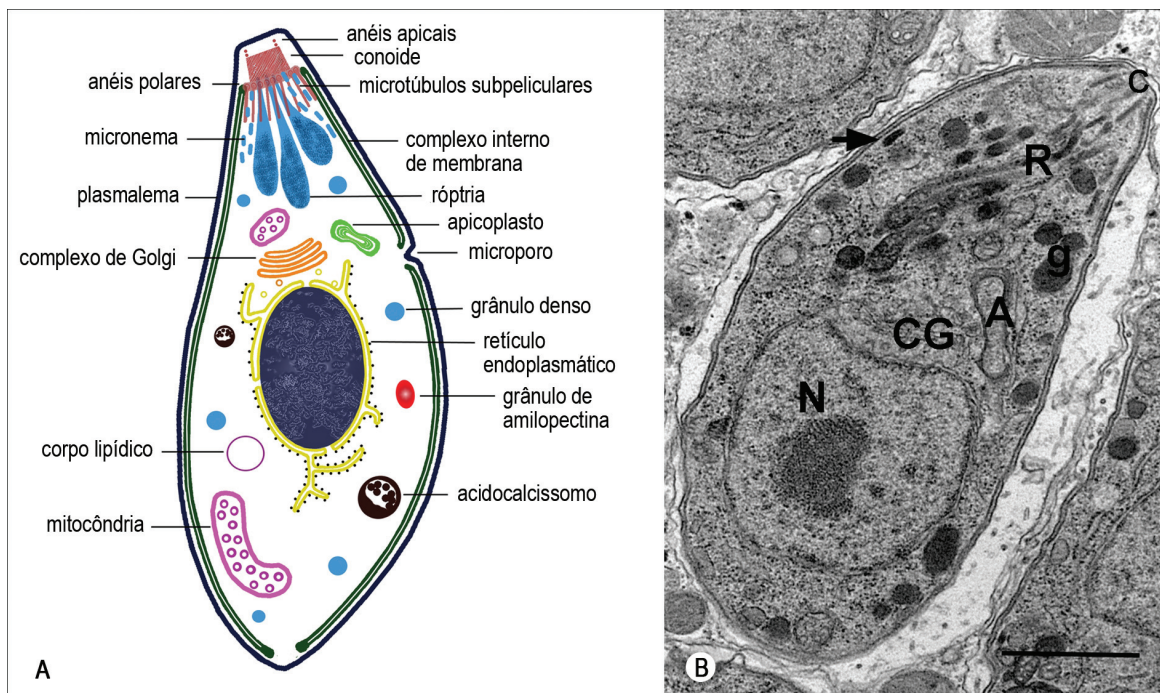 anéis apicais
conoide
anéis polares
microtúbulos subpeliculares
micronema
complexo interno
de membrana
plasmalema
róptria
apicoplasto
complexo de Golgi
microporo
grânulo denso
retículo
endoplasmático
grânulo de
amilopectina
corpo lipídico
acidocalcissomo
mitocôndria
A
C
R
g
A
CG
N
B